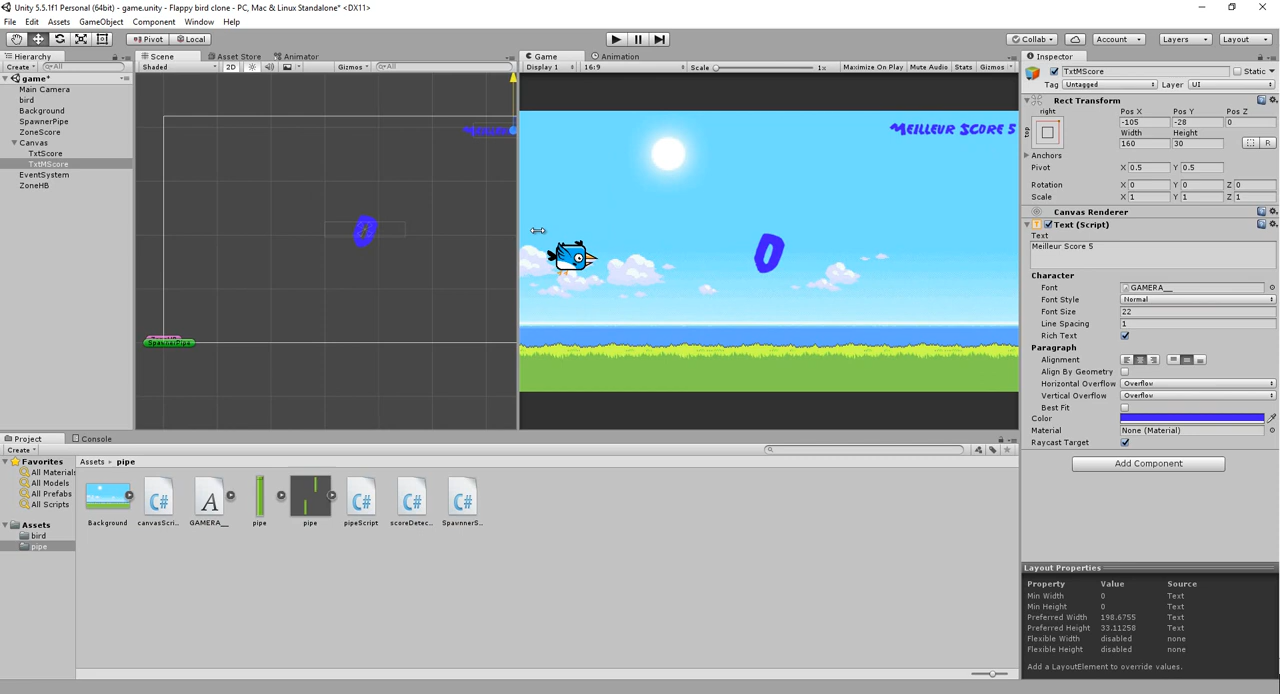 Unity 5.5.1f1 Personal (64bit) - game.unity - Flappy bird clone - PC, Mac & Linux Standalone* <DX11>
File Edit Assets GameObject Component Window Help
Pivot Local Collab Account Layers Layout
Hierarchy Scene Asset Store Animator Game Animation Inspector
Create All Shaded 2D Gizmos All Display 1 16:9 Scale 1x Maximize On Play Mute Audio Stats Gizmos
game*
Main Camera
bird
Background
SpawnerPipe
ZoneScore
Canvas
TxtScore
TxtMScore
EventSystem
ZoneHB
SpawnerPipe
Meilleur Score 5
0
0
TxtMScore Static
Tag Untagged Layer UI
Rect Transform
right Pos X Pos Y Pos Z
top -105 -28 0
Width Height
160 30
R
Anchors
Pivot X 0.5 Y 0.5
Rotation X 0 Y 0 Z 0
Scale X 1 Y 1 Z 1
Canvas Renderer
Text (Script)
Text
Meilleur Score 5
Character
Font GAMERA__
Font Style Normal
Font Size 22
Line Spacing 1
Rich Text
Paragraph
Alignment
Align By Geometry
Horizontal Overflow Overflow
Vertical Overflow Overflow
Best Fit
Color
Material None (Material)
Raycast Target
Add Component
Project Console
Create
Favorites
All Materials
All Models
All Prefabs
All Scripts
Assets
bird
pipe
Assets pipe
C# A C# C# C#
Background canvasScri... GAMERA__ pipe pipe pipeScript scoreDetec... SpawnnerS...
Layout Properties
Property Value Source
Min Width 0 Text
Min Height 0 Text
Preferred Width 198.6755 Text
Preferred Height 33.11258 Text
Flexible Width disabled none
Flexible Height disabled none
Add a LayoutElement to override values.